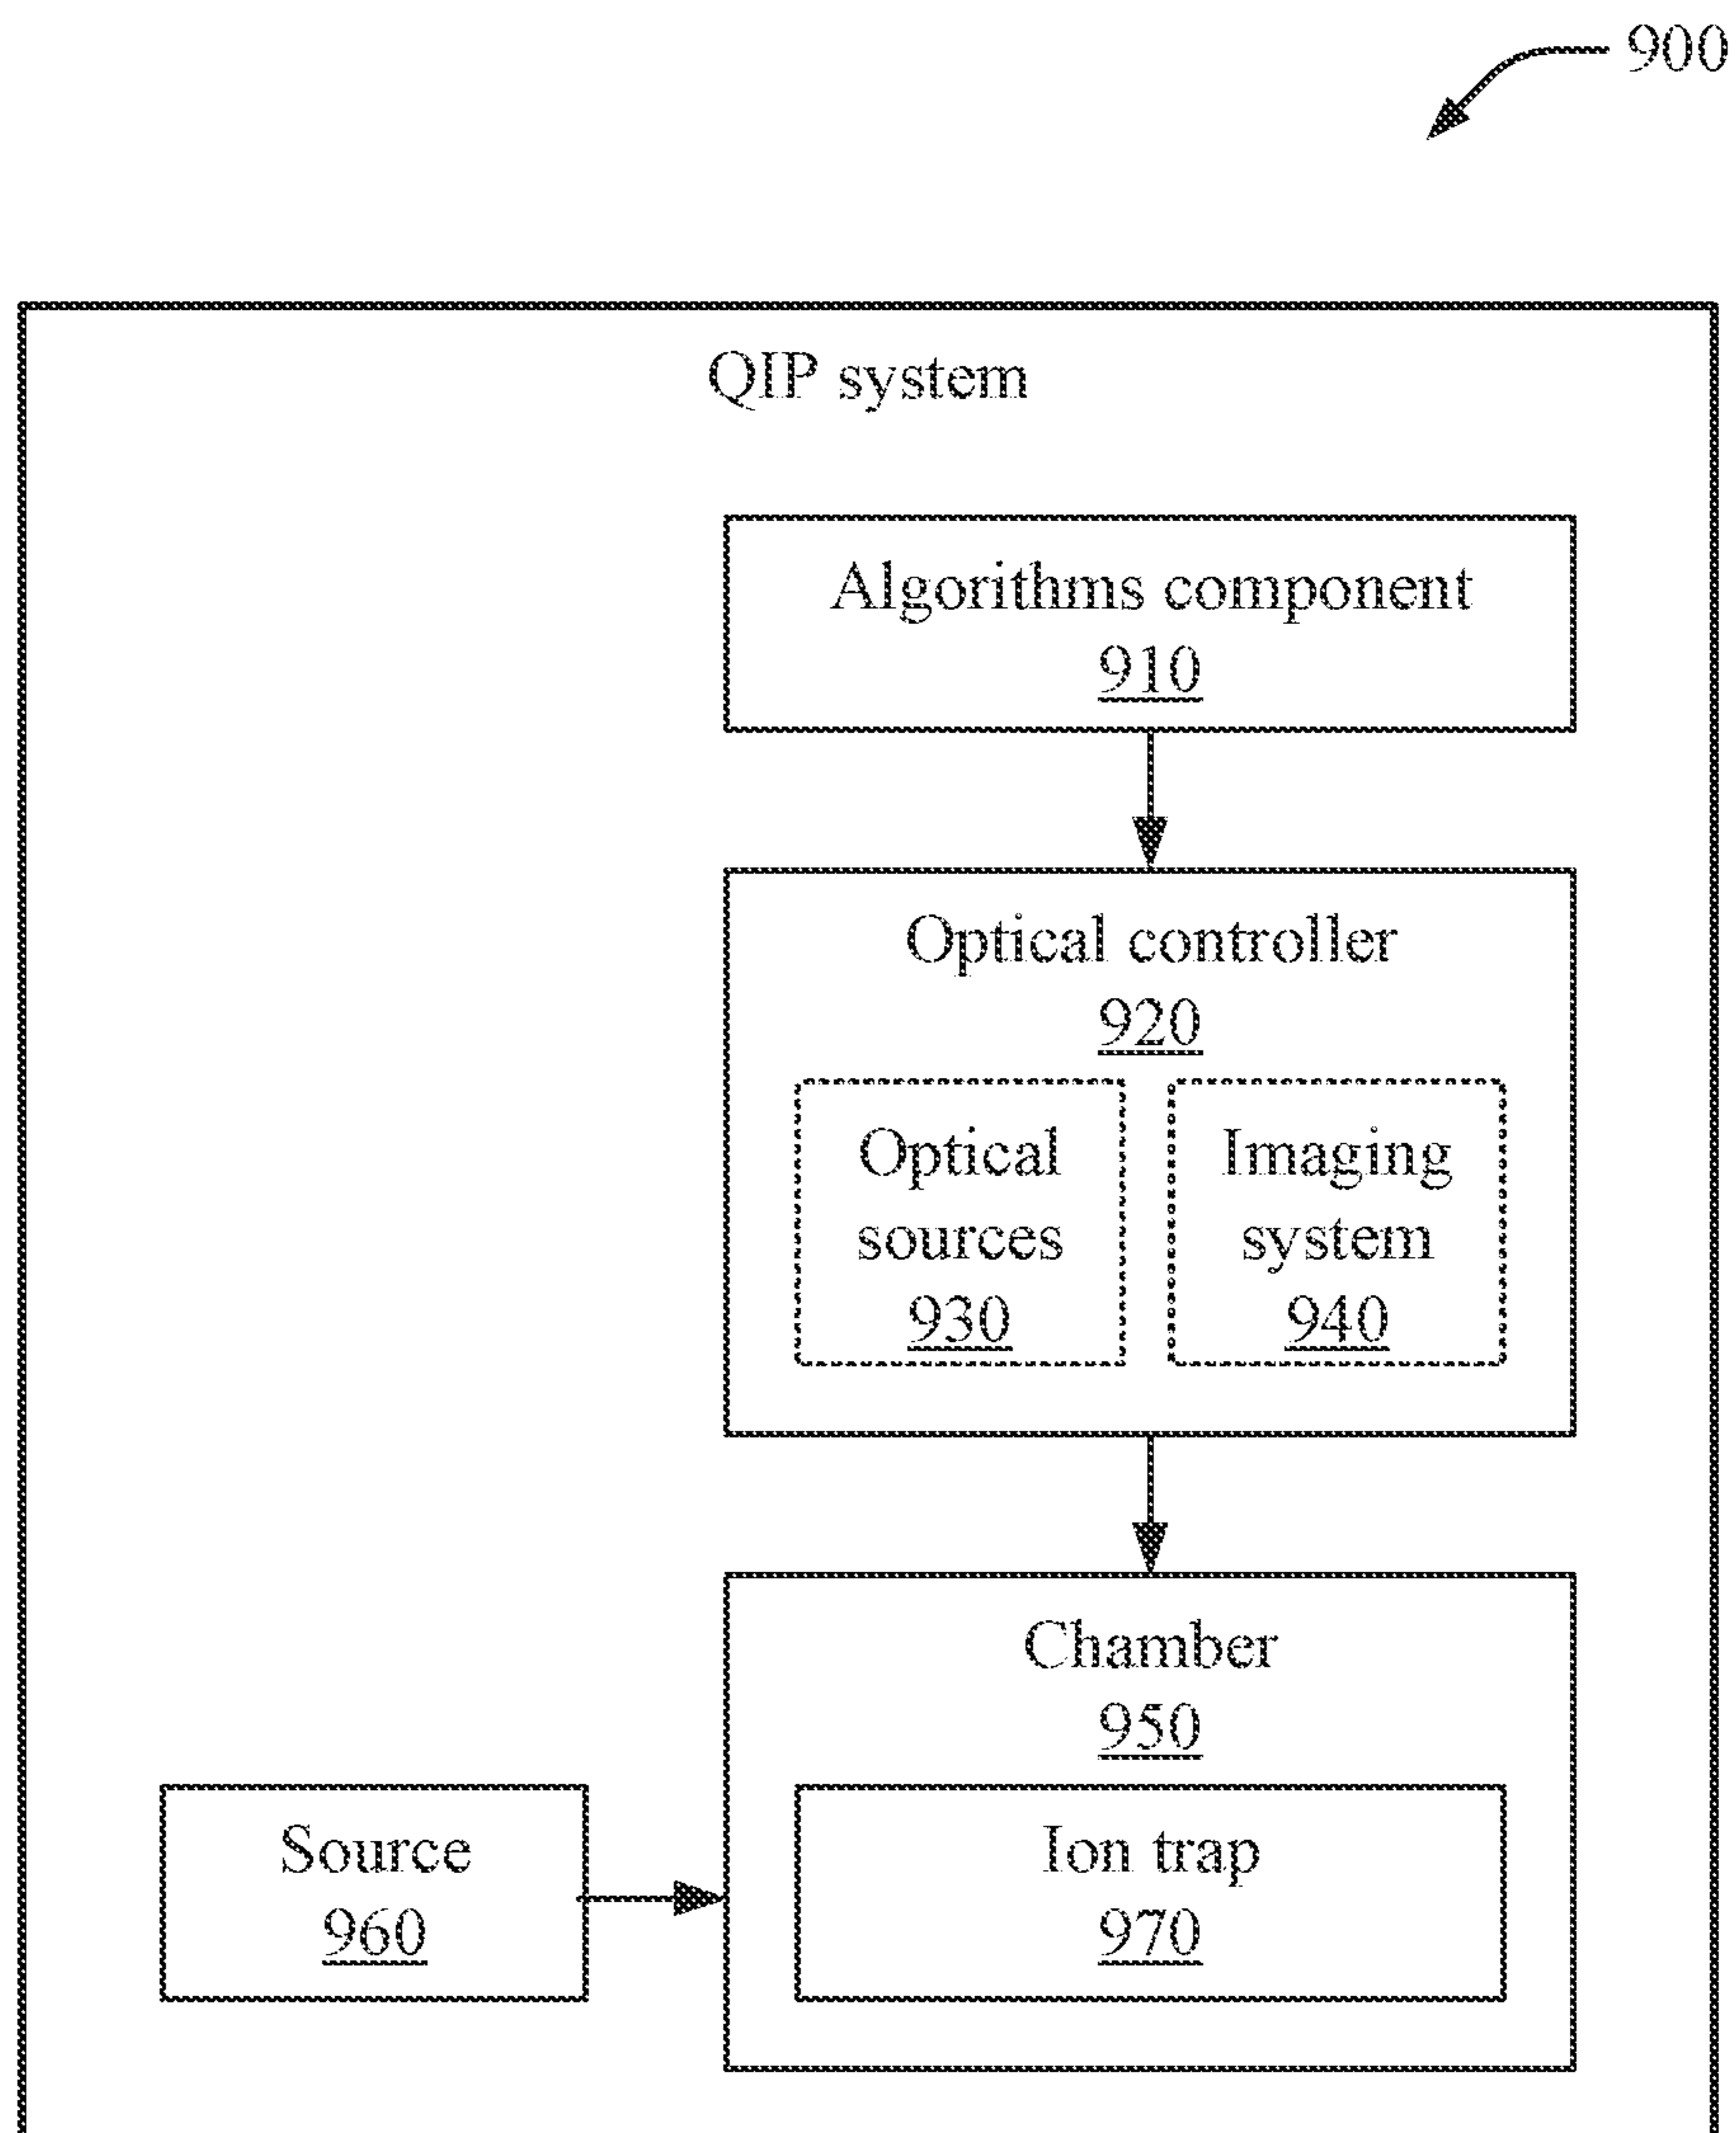 900
QIP system
Algorithms component
910
Optical controller
920
Optical
sources
930
Imaging
system
940
Chamber
950
Source
960
Ion trap
970